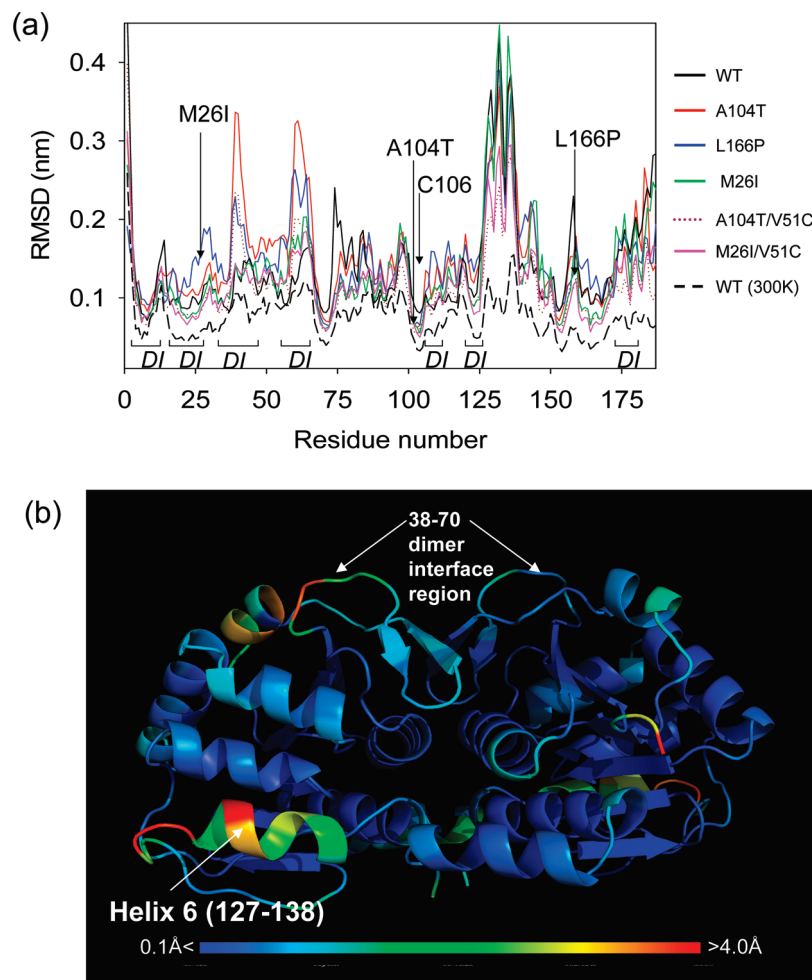 (a)
RMSD (nm)
0.4
0.3
0.2
0.1
M26I
A104T
C106
L166P
DI DI DI DI DI DI DI
0 25 50 75 100 125 150 175
Residue number
WT
A104T
L166P
M26I
A104T/V51C
M26I/V51C
WT (300K)
(b)
38-70
dimer
interface
region
Helix 6 (127-138)
0.1Å< >4.0Å